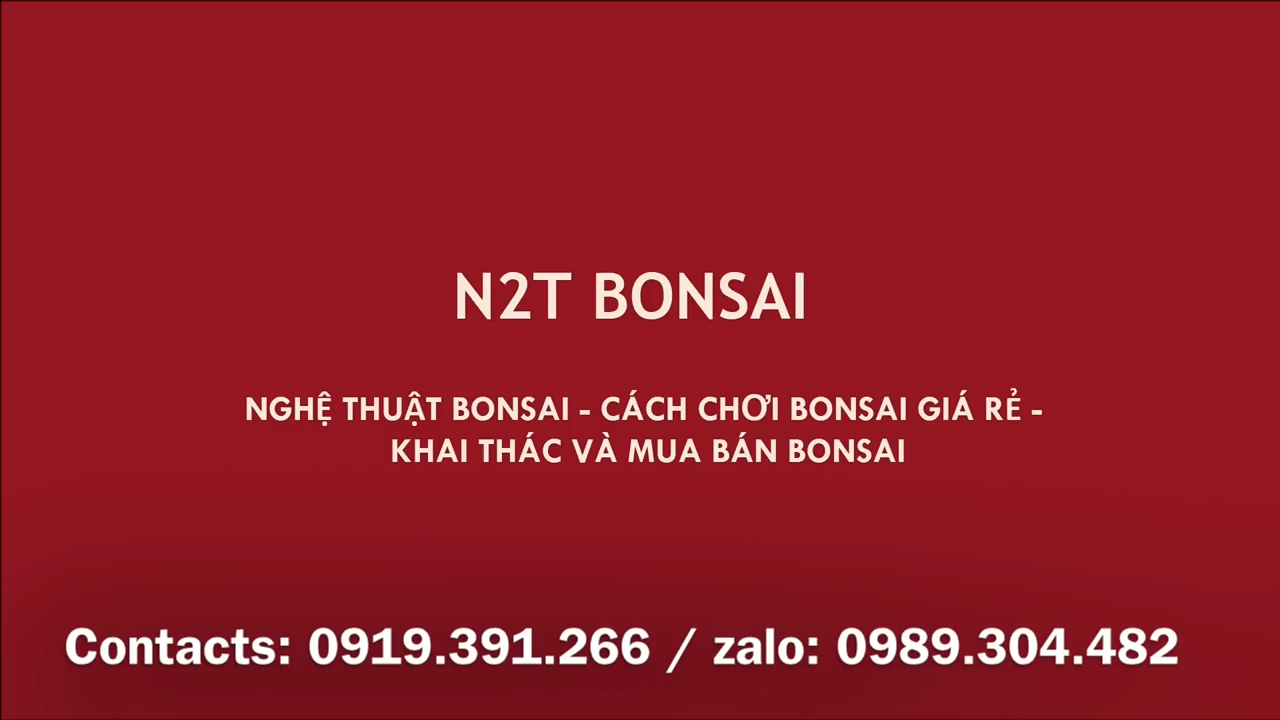 N2T BONSAI
NGHỆ THUẬT BONSAI - CÁCH CHƠI BONSAI GIÁ RẺ -
KHAI THÁC VÀ MUA BÁN BONSAI
Contacts: 0919.391.266 / zalo: 0989.304.482